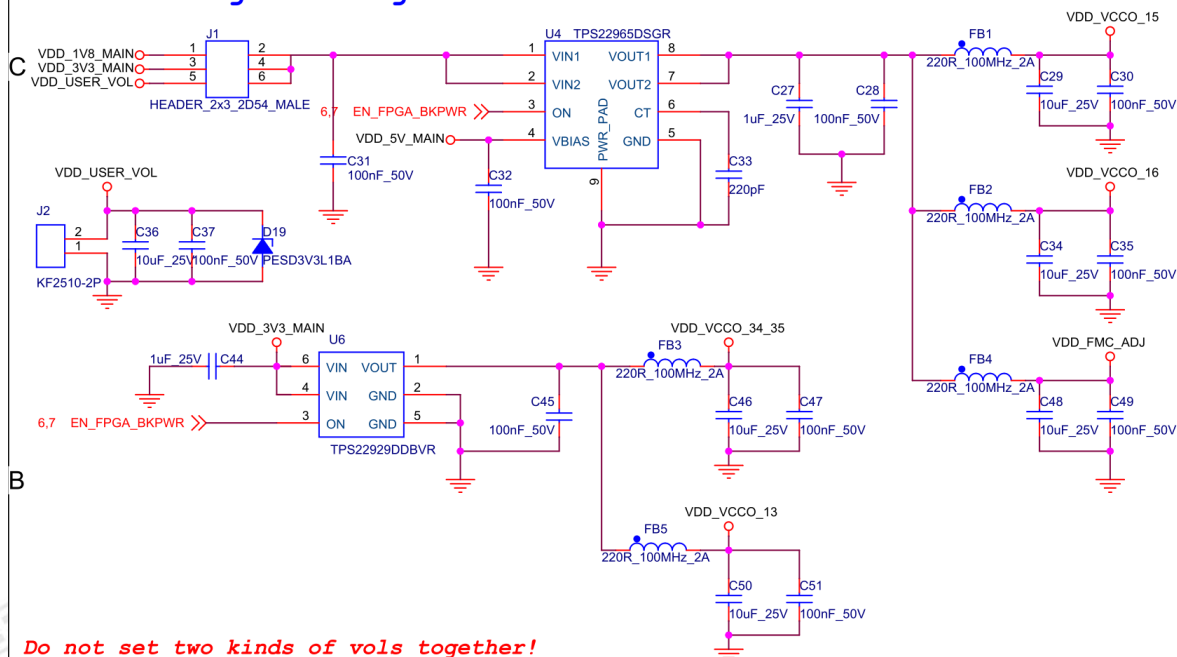 C
J1
VDD_1V8_MAIN 1 2
VDD_3V3_MAIN 3 4
VDD_USER_VOL 5 6
HEADER_2x3_2D54_MALE
C31
100nF_50V
U4 TPS22965DSGR
1 VIN1 VOUT1 8
2 VIN2 VOUT2 7
6,7 EN_FPGA_BKPWR 3 ON CT 6
VDD_5V_MAIN 4 VBIAS GND 5
PWR_PAD
9
C32
100nF_50V
C33
220pF
C27
1uF_25V
C28
100nF_50V
VDD_VCCO_15
FB1
220R_100MHz_2A
C29
10uF_25V
C30
100nF_50V
VDD_VCCO_16
FB2
220R_100MHz_2A
C34
10uF_25V
C35
100nF_50V
VDD_FMC_ADJ
FB4
220R_100MHz_2A
C48
10uF_25V
C49
100nF_50V
VDD_USER_VOL
J2
2
1
KF2510-2P
C36
10uF_25V
C37
100nF_50V
D19
PESD3V3L1BA
VDD_3V3_MAIN
1uF_25V C44
U6
6 VIN VOUT 1
4 VIN GND 2
6,7 EN_FPGA_BKPWR 3 ON GND 5
TPS22929DDBVR
C45
100nF_50V
VDD_VCCO_34_35
FB3
220R_100MHz_2A
C46
10uF_25V
C47
100nF_50V
B
VDD_VCCO_13
FB5
220R_100MHz_2A
C50
10uF_25V
C51
100nF_50V
Do not set two kinds of vols together!